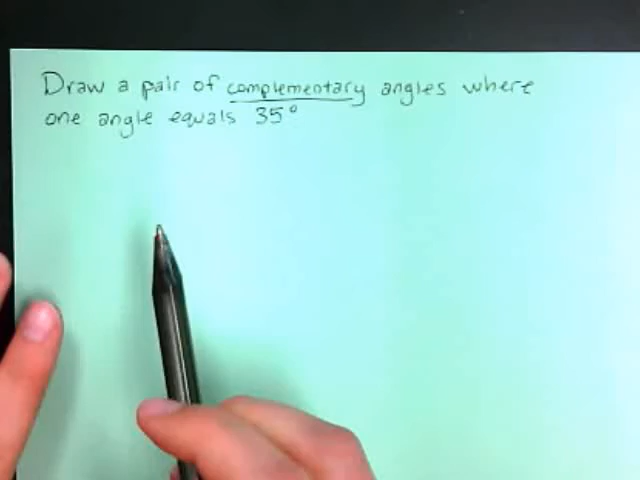 Draw a pair of complementary angles where
one angle equals 35°